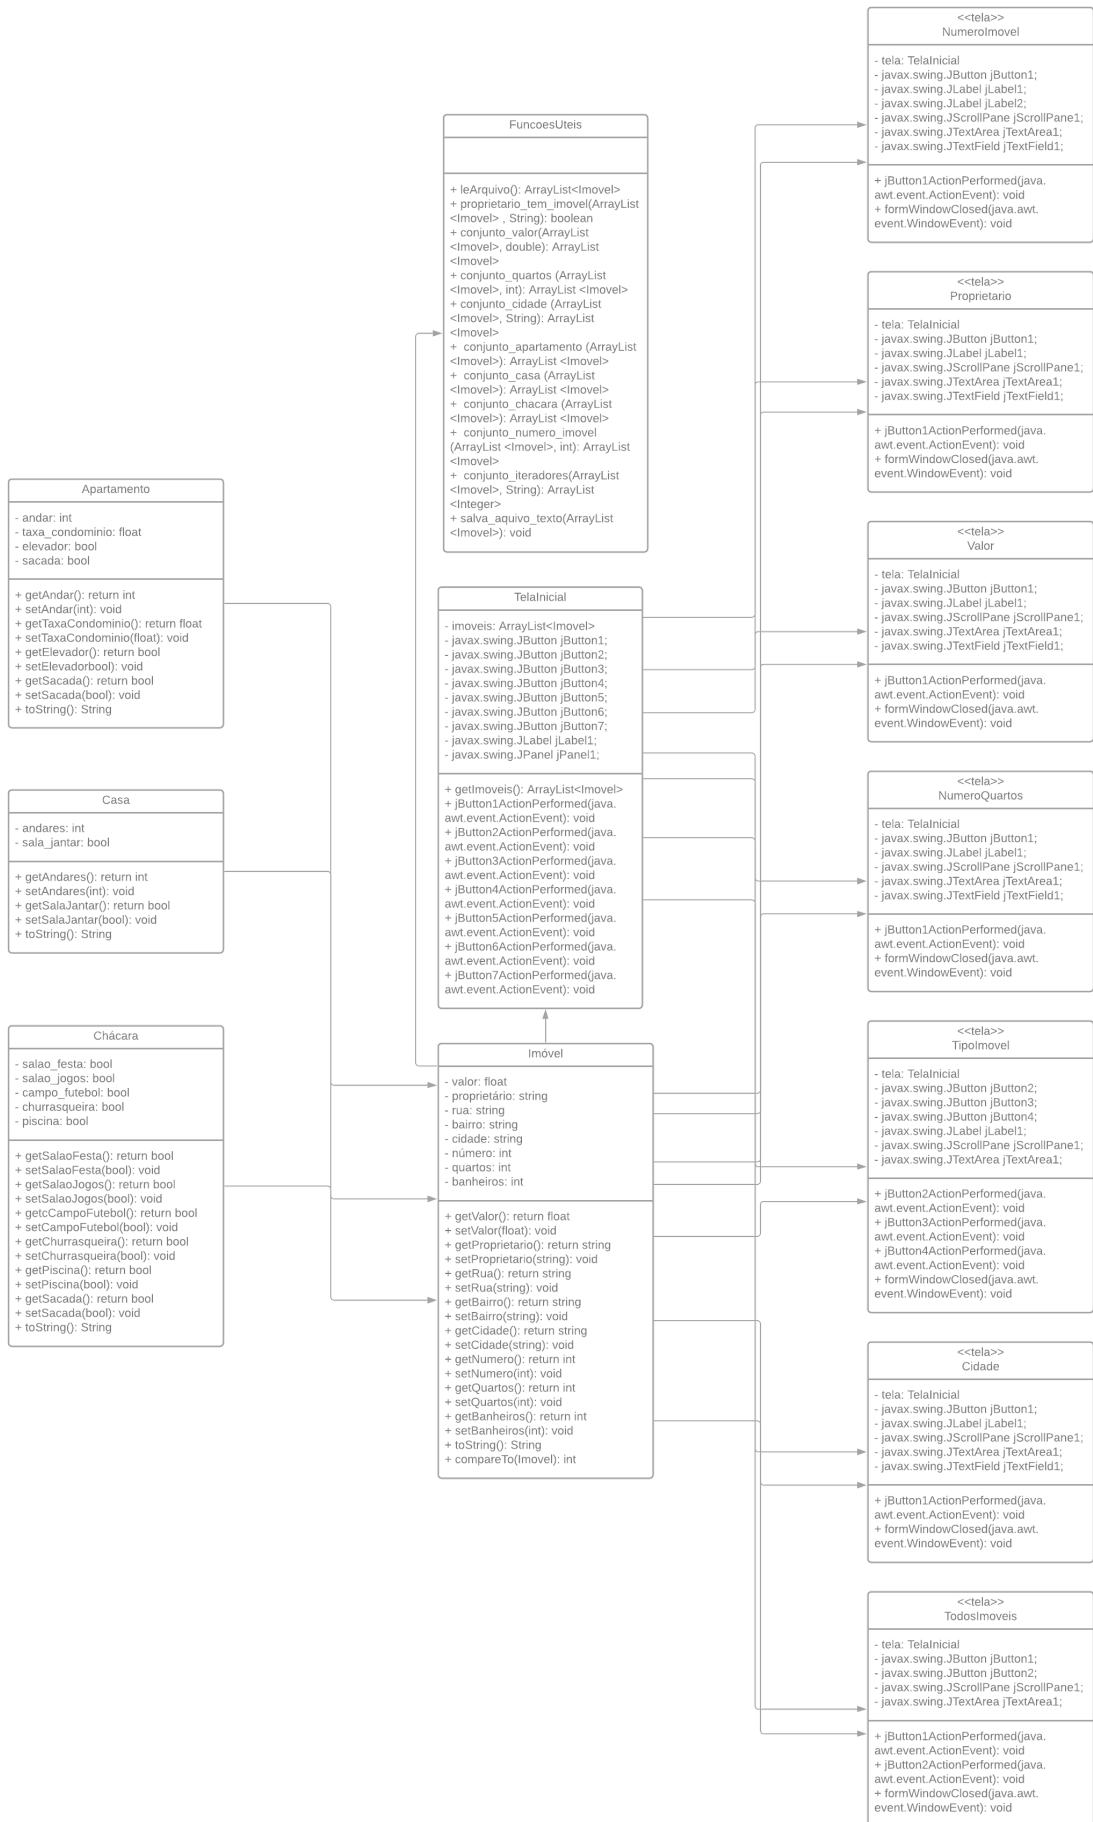 <<tela>>
NumeroImovel
- tela: TelaInicial
- javax.swing.JButton jButton1;
- javax.swing.JLabel jLabel1;
- javax.swing.JLabel jLabel2;
- javax.swing.JScrollPane jScrollPane1;
- javax.swing.JTextArea jTextArea1;
- javax.swing.JTextField jTextField1;
+ jButton1ActionPerformed(java.
awt.event.ActionEvent): void
+ formWindowClosed(java.awt.
event.WindowEvent): void
FuncoesUteis
+ leArquivo(): ArrayList<Imovel>
+ proprietario_tem_imovel(ArrayList
<Imovel> , String): boolean
+ conjunto_valor(ArrayList
<Imovel>, double): ArrayList
<Imovel>
+ conjunto_quartos (ArrayList
<Imovel>, int): ArrayList <Imovel>
+ conjunto_cidade (ArrayList
<Imovel>, String): ArrayList
<Imovel>
+  conjunto_apartamento (ArrayList
<Imovel>): ArrayList <Imovel>
+  conjunto_casa (ArrayList
<Imovel>): ArrayList <Imovel>
+  conjunto_chacara (ArrayList
<Imovel>): ArrayList <Imovel>
+  conjunto_numero_imovel
(ArrayList <Imovel>, int): ArrayList
<Imovel>
+  conjunto_iteradores(ArrayList
<Imovel>, String): ArrayList
<Integer>
+ salva_aquivo_texto(ArrayList
<Imovel>): void
<<tela>>
Proprietario
- tela: TelaInicial
- javax.swing.JButton jButton1;
- javax.swing.JLabel jLabel1;
- javax.swing.JScrollPane jScrollPane1;
- javax.swing.JTextArea jTextArea1;
- javax.swing.JTextField jTextField1;
+ jButton1ActionPerformed(java.
awt.event.ActionEvent): void
+ formWindowClosed(java.awt.
event.WindowEvent): void
Apartamento
- andar: int
- taxa_condominio: float
- elevador: bool
- sacada: bool
+ getAndar(): return int
+ setAndar(int): void
+ getTaxaCondominio(): return float
+ setTaxaCondominio(float): void
+ getElevador(): return bool
+ setElevadorbool): void
+ getSacada(): return bool
+ setSacada(bool): void
+ toString(): String
<<tela>>
Valor
- tela: TelaInicial
- javax.swing.JButton jButton1;
- javax.swing.JLabel jLabel1;
- javax.swing.JScrollPane jScrollPane1;
- javax.swing.JTextArea jTextArea1;
- javax.swing.JTextField jTextField1;
+ jButton1ActionPerformed(java.
awt.event.ActionEvent): void
+ formWindowClosed(java.awt.
event.WindowEvent): void
TelaInicial
- imoveis: ArrayList<Imovel>
- javax.swing.JButton jButton1;
- javax.swing.JButton jButton2;
- javax.swing.JButton jButton3;
- javax.swing.JButton jButton4;
- javax.swing.JButton jButton5;
- javax.swing.JButton jButton6;
- javax.swing.JButton jButton7;
- javax.swing.JLabel jLabel1;
- javax.swing.JPanel jPanel1;
+ getImoveis(): ArrayList<Imovel>
+ jButton1ActionPerformed(java.
awt.event.ActionEvent): void
+ jButton2ActionPerformed(java.
awt.event.ActionEvent): void
+ jButton3ActionPerformed(java.
awt.event.ActionEvent): void
+ jButton4ActionPerformed(java.
awt.event.ActionEvent): void
+ jButton5ActionPerformed(java.
awt.event.ActionEvent): void
+ jButton6ActionPerformed(java.
awt.event.ActionEvent): void
+ jButton7ActionPerformed(java.
awt.event.ActionEvent): void
<<tela>>
NumeroQuartos
- tela: TelaInicial
- javax.swing.JButton jButton1;
- javax.swing.JLabel jLabel1;
- javax.swing.JScrollPane jScrollPane1;
- javax.swing.JTextArea jTextArea1;
- javax.swing.JTextField jTextField1;
+ jButton1ActionPerformed(java.
awt.event.ActionEvent): void
+ formWindowClosed(java.awt.
event.WindowEvent): void
Casa
- andares: int
- sala_jantar: bool
+ getAndares(): return int
+ setAndares(int): void
+ getSalaJantar(): return bool
+ setSalaJantar(bool): void
+ toString(): String
Chácara
- salao_festa: bool
- salao_jogos: bool
- campo_futebol: bool
- churrasqueira: bool
- piscina: bool
+ getSalaoFesta(): return bool
+ setSalaoFesta(bool): void
+ getSalaoJogos(): return bool
+ setSalaoJogos(bool): void
+ getcCampoFutebol(): return bool
+ setCampoFutebol(bool): void
+ getChurrasqueira(): return bool
+ setChurrasqueira(bool): void
+ getPiscina(): return bool
+ setPiscina(bool): void
+ getSacada(): return bool
+ setSacada(bool): void
+ toString(): String
Imóvel
- valor: float
- proprietário: string
- rua: string
- bairro: string
- cidade: string
- número: int
- quartos: int
- banheiros: int
+ getValor(): return float
+ setValor(float): void
+ getProprietario(): return string
+ setProprietario(string): void
+ getRua(): return string
+ setRua(string): void
+ getBairro(): return string
+ setBairro(string): void
+ getCidade(): return string
+ setCidade(string): void
+ getNumero(): return int
+ setNumero(int): void
+ getQuartos(): return int
+ setQuartos(int): void
+ getBanheiros(): return int
+ setBanheiros(int): void
+ toString(): String
+ compareTo(Imovel): int
<<tela>>
TipoImovel
- tela: TelaInicial
- javax.swing.JButton jButton2;
- javax.swing.JButton jButton3;
- javax.swing.JButton jButton4;
- javax.swing.JLabel jLabel1;
- javax.swing.JScrollPane jScrollPane1;
- javax.swing.JTextArea jTextArea1;
+ jButton2ActionPerformed(java.
awt.event.ActionEvent): void
+ jButton3ActionPerformed(java.
awt.event.ActionEvent): void
+ jButton4ActionPerformed(java.
awt.event.ActionEvent): void
+ formWindowClosed(java.awt.
event.WindowEvent): void
<<tela>>
Cidade
- tela: TelaInicial
- javax.swing.JButton jButton1;
- javax.swing.JLabel jLabel1;
- javax.swing.JScrollPane jScrollPane1;
- javax.swing.JTextArea jTextArea1;
- javax.swing.JTextField jTextField1;
+ jButton1ActionPerformed(java.
awt.event.ActionEvent): void
+ formWindowClosed(java.awt.
event.WindowEvent): void
<<tela>>
TodosImoveis
- tela: TelaInicial
- javax.swing.JButton jButton1;
- javax.swing.JButton jButton2;
- javax.swing.JScrollPane jScrollPane1;
- javax.swing.JTextArea jTextArea1;
+ jButton1ActionPerformed(java.
awt.event.ActionEvent): void
+ jButton2ActionPerformed(java.
awt.event.ActionEvent): void
+ formWindowClosed(java.awt.
event.WindowEvent): void